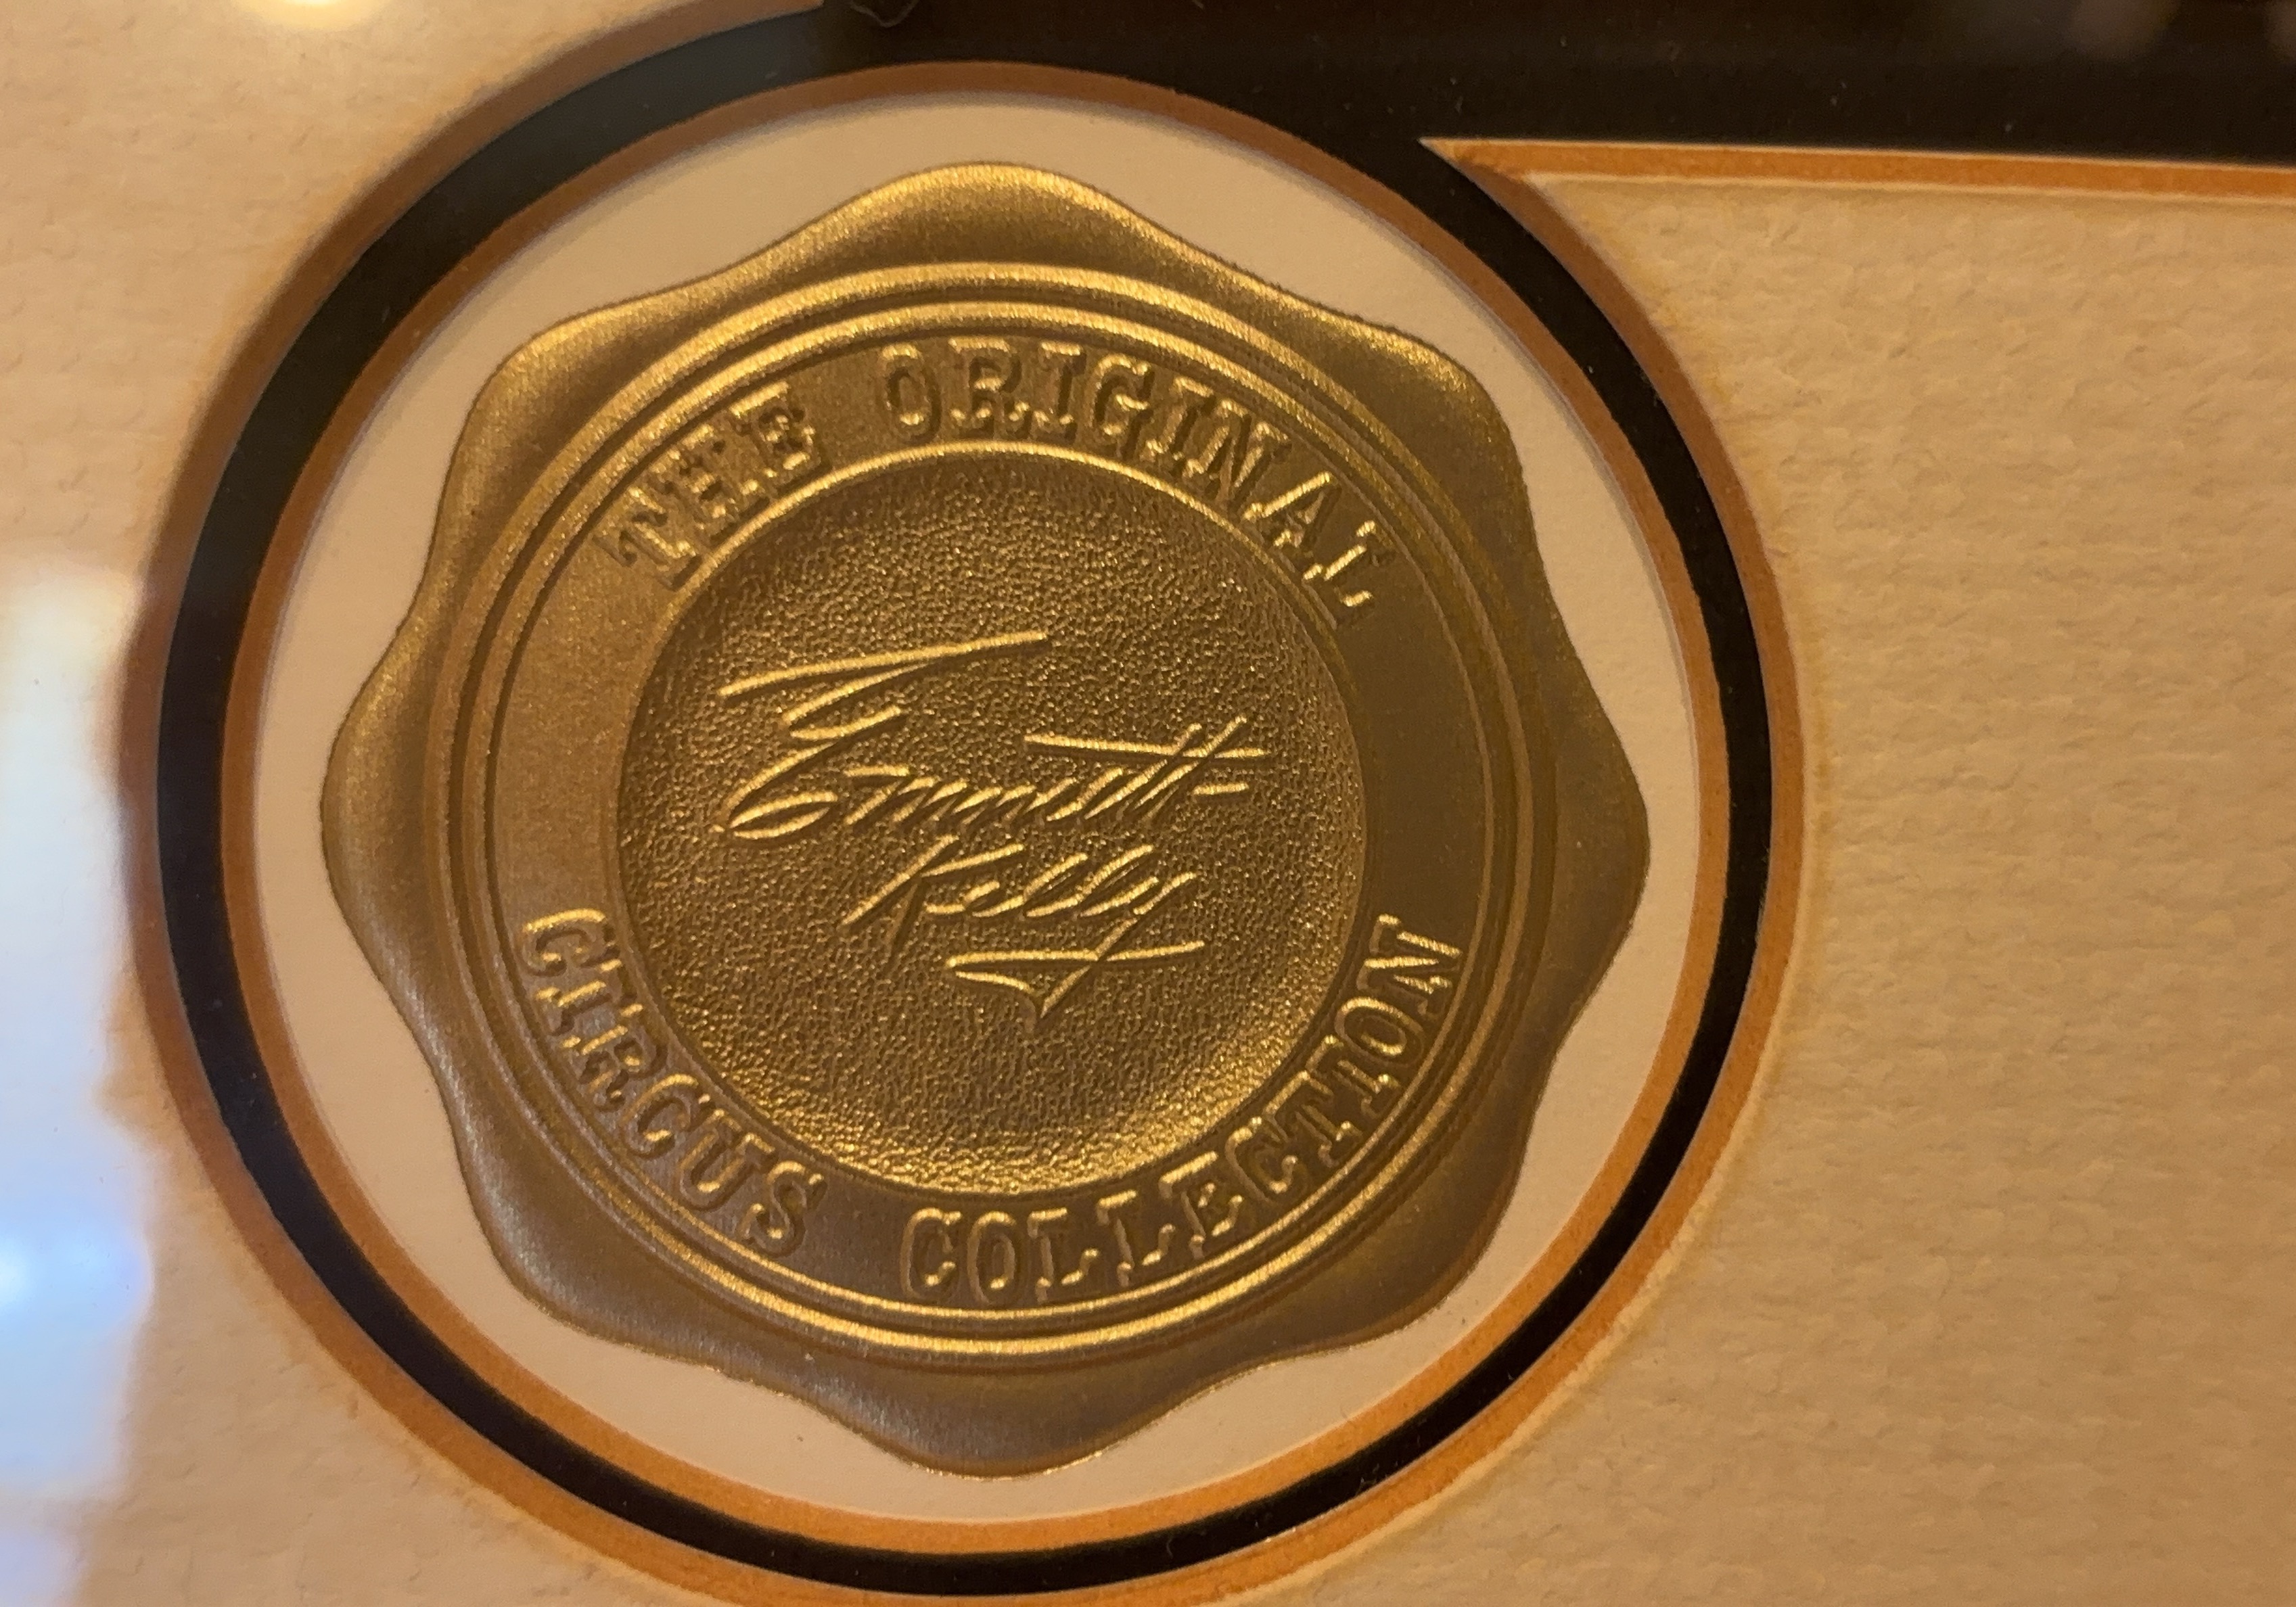 THE ORIGINAL
Emmett
Kelly
CIRCUS COLLECTION